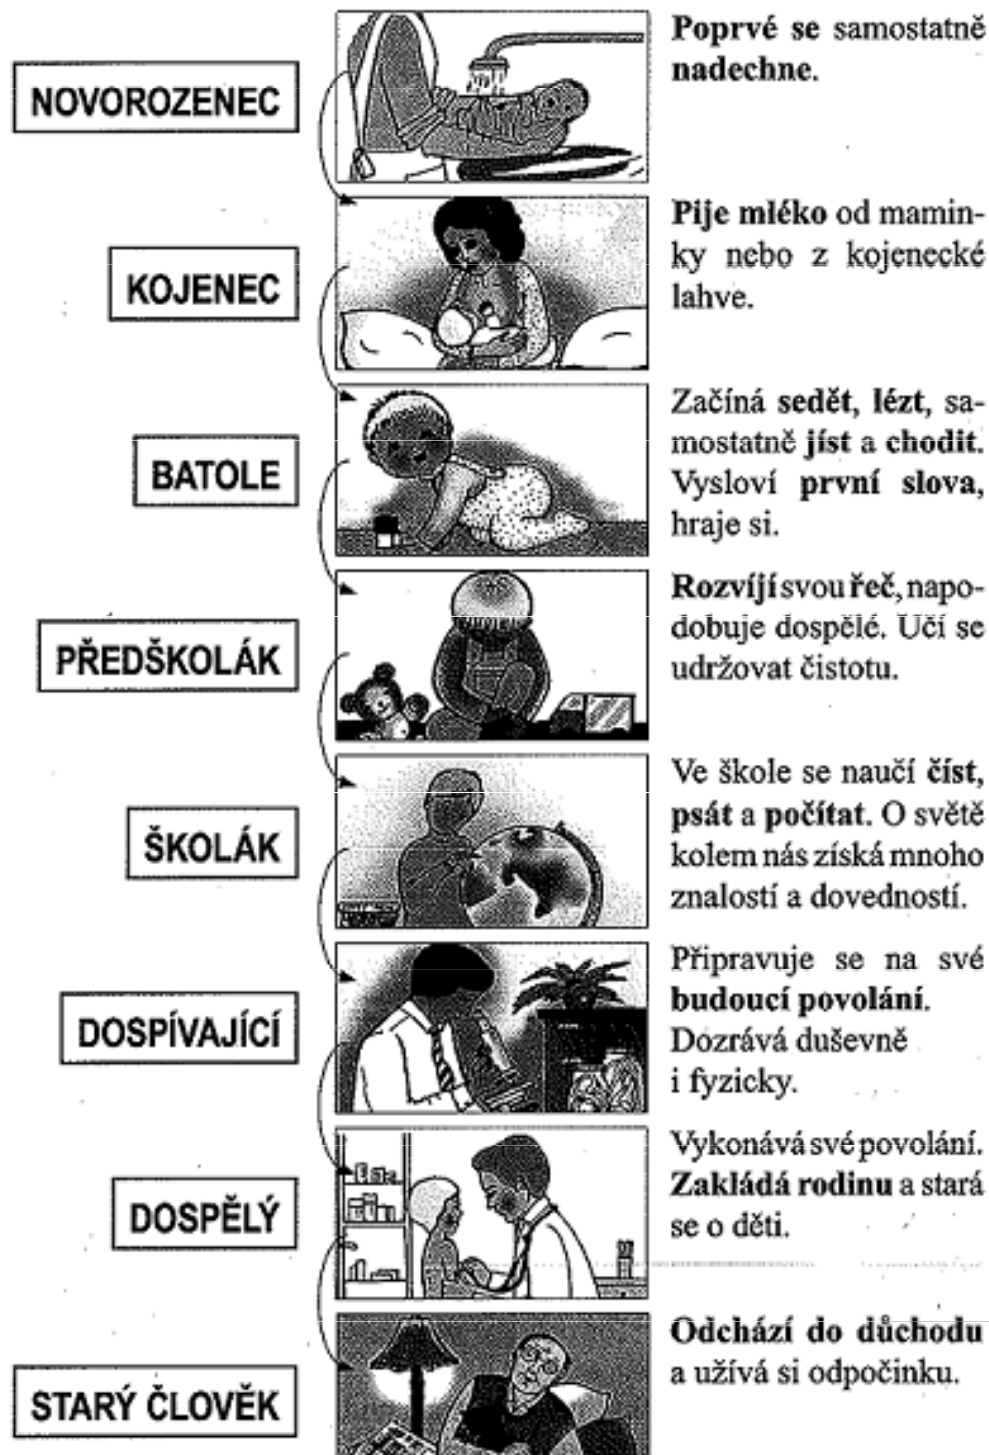 NOVOROZENEC
Poprvé se samostatně
nadechne.
KOJENEC
Pije mléko od mamin-
ky nebo z kojenecké
lahve.
BATOLE
Začíná sedět, lézt, sa-
mostatně jíst a chodit.
Vysloví první slova,
hraje si.
PŘEDŠKOLÁK
Rozvíjí svou řeč, napo-
dobuje dospělé. Učí se
udržovat čistotu.
ŠKOLÁK
Ve škole se naučí číst,
psát a počítat. O světě
kolem nás získá mnoho
znalostí a dovedností.
DOSPÍVAJÍCÍ
Připravuje se na své
budoucí povolání.
Dozrává duševně
i fyzicky.
DOSPĚLÝ
Vykonává své povolání.
Zakládá rodinu a stará
se o děti.
STARÝ ČLOVĚK
Odchází do důchodu
a užívá si odpočinku.